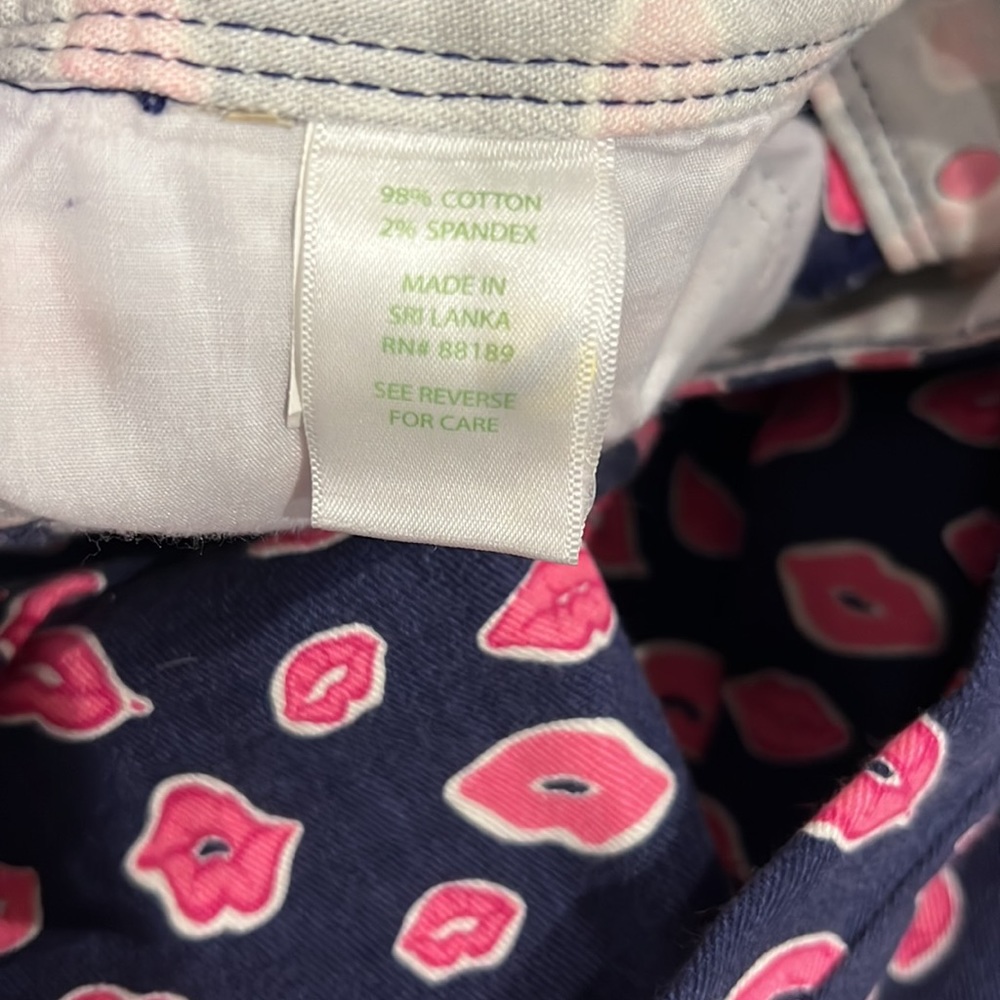 98% COTTON
2% SPANDEX
MADE IN
SRI LANKA
RN# 88189
SEE REVERSE
FOR CARE